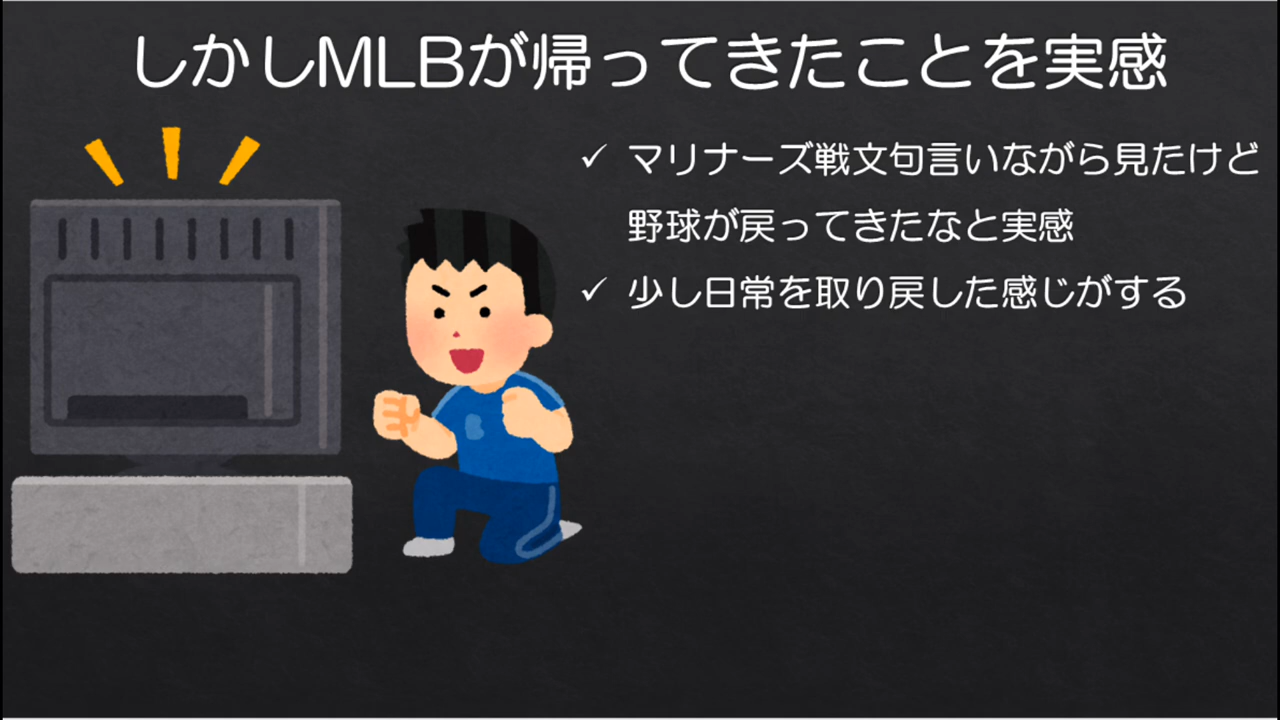 しかしMLBが帰ってきたことを実感
✓ マリナーズ戦文句言いながら見たけど
野球が戻ってきたなと実感
✓ 少し日常を取り戻した感じがする